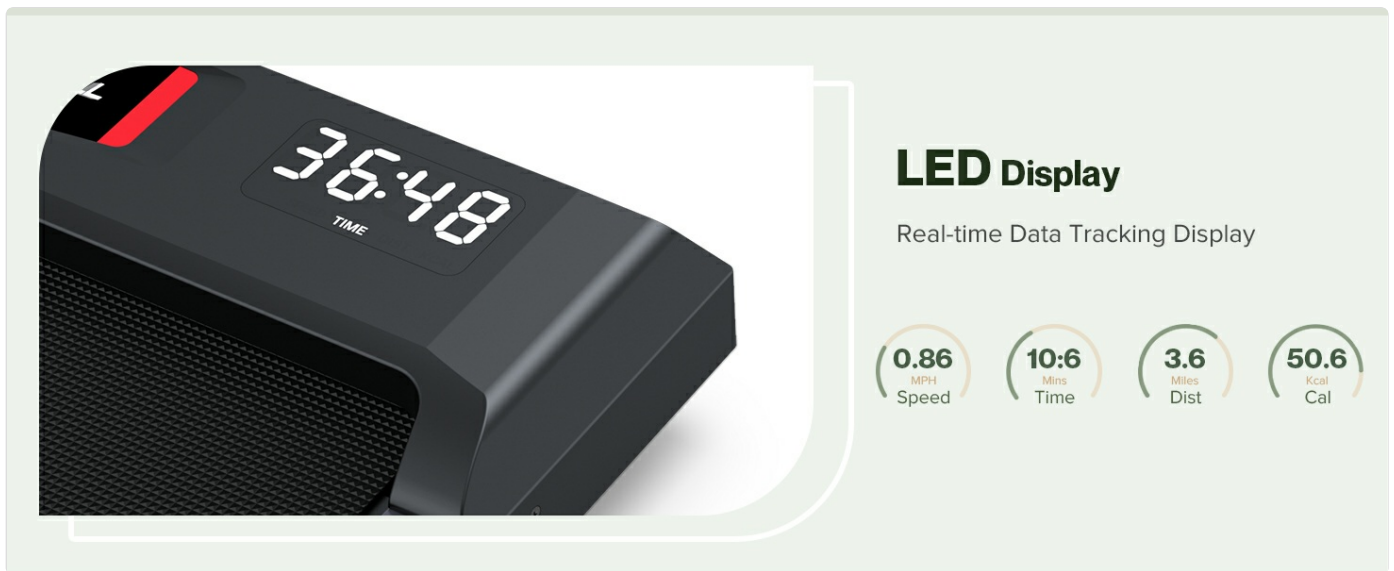 36:48
TIME
LED Display
Real-time Data Tracking Display
0.86
MPH
Speed
10:6
Mins
Time
3.6
Miles
Dist
50.6
Kcal
Cal